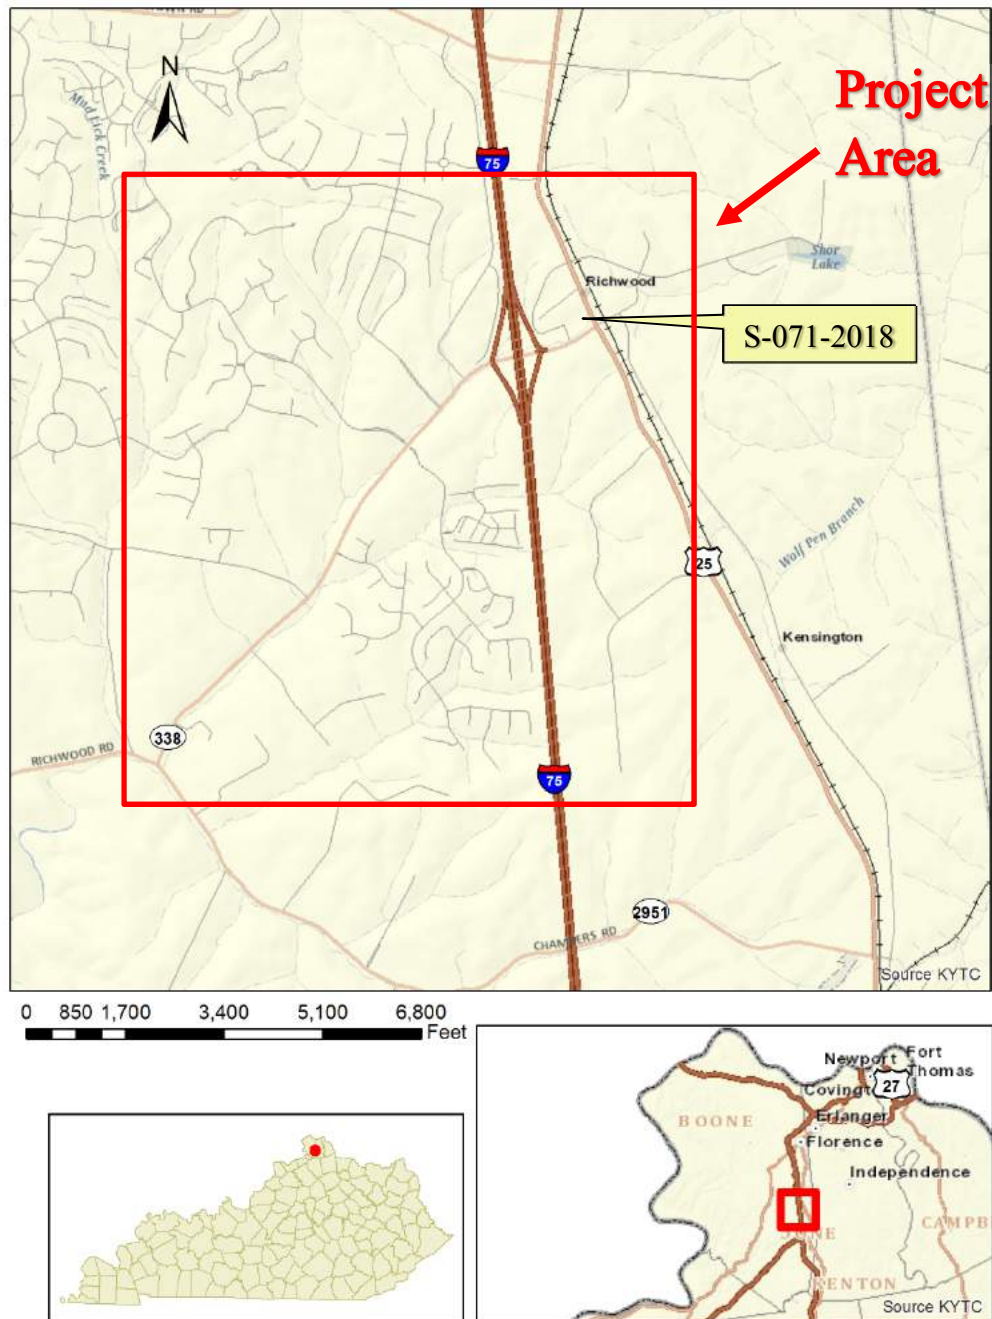 N
Mud Lick Creek
75
Project
Area
Shor
Lake
Richwood
S-071-2018
Wolf Pen Branch
25
Kensington
338
RICHWOOD RD
75
2951
CHAMBERS RD
Source KYTC
0 850 1,700 3,400 5,100 6,800
Feet
Newport Fort
Thomas
27
Covingt
BOONE
Erlanger
Florence
Independence
CAMPB
KENTON
Source KYTC